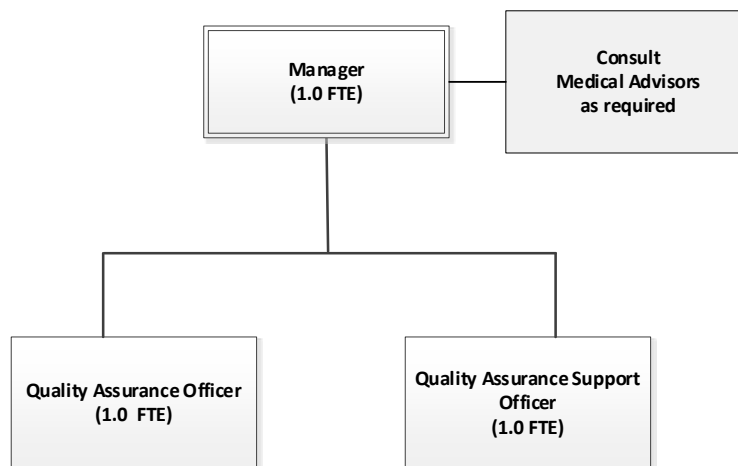 Manager
(1.0 FTE)
Consult
Medical Advisors
as required
Quality Assurance Officer
(1.0 FTE)
Quality Assurance Support
Officer
(1.0 FTE)